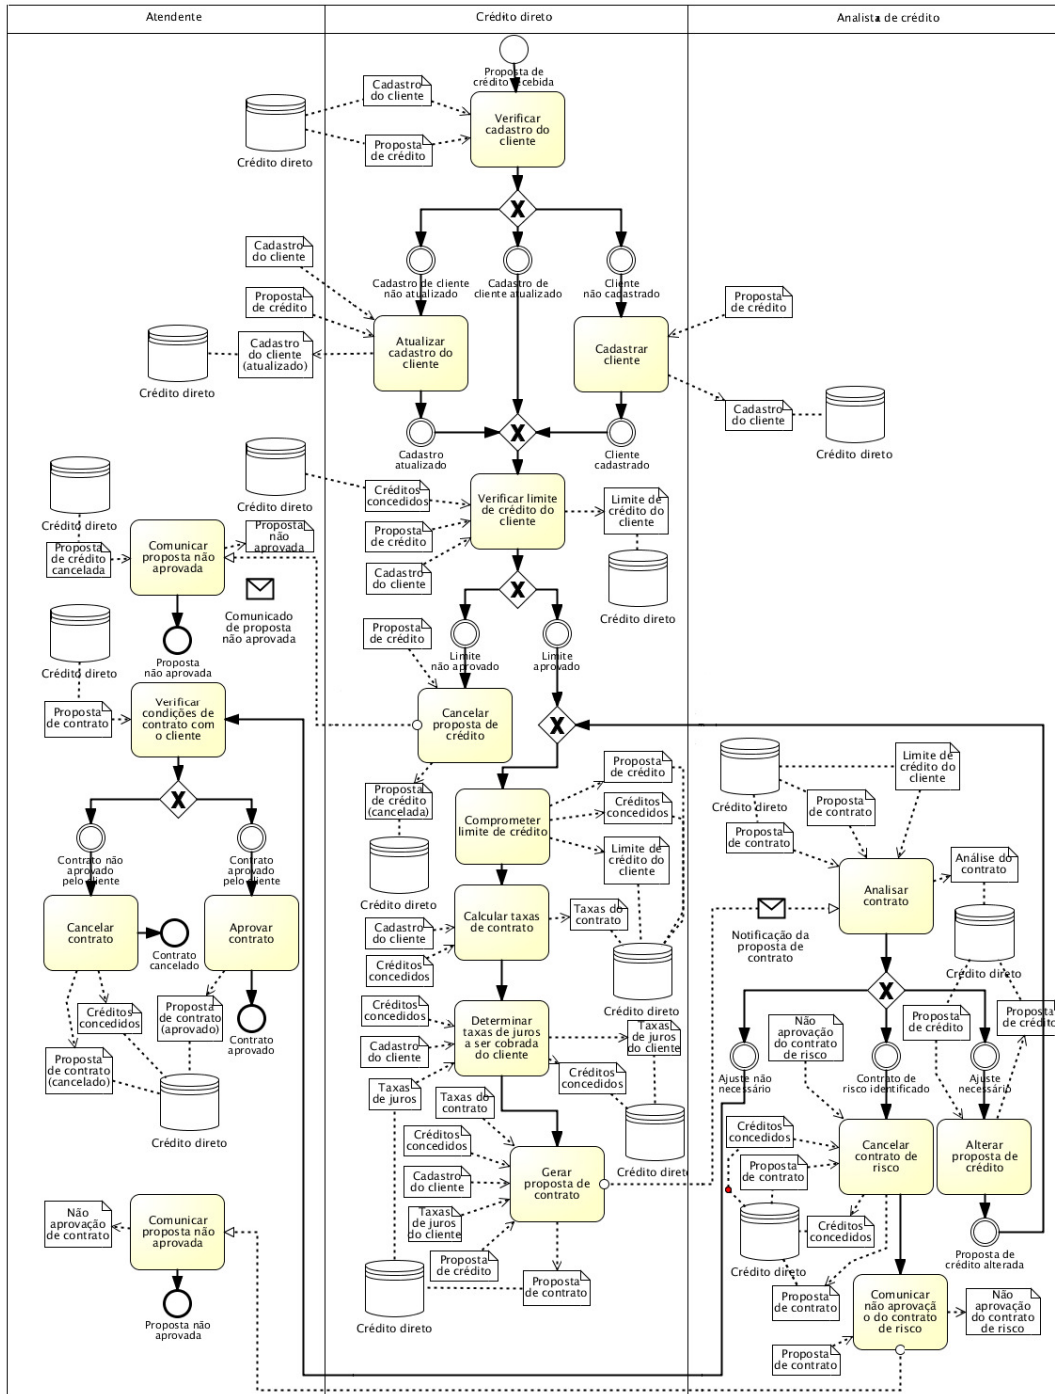 Atendente
Crédito direto
Analista de crédito
Proposta de
crédito recebida
Cadastro
do cliente
Proposta
de crédito
Crédito direto
Verificar
cadastro do
cliente
Cadastro de cliente
não atualizado
Cadastro de
cliente atualizado
Cliente
não cadastrado
Cadastro
do cliente
Proposta
de crédito
Cadastro
do cliente
(atualizado)
Crédito direto
Atualizar
cadastro do
cliente
Cadastrar
cliente
Proposta
de crédito
Cadastro
do cliente
Crédito direto
Cadastro
atualizado
Cliente
cadastrado
Crédito direto
Créditos
concedidos
Proposta
de crédito
Cadastro
do cliente
Verificar limite
de crédito do
cliente
Limite de
crédito do
cliente
Crédito direto
Crédito direto
Proposta
de crédito
cancelada
Comunicar
proposta não
aprovada
Proposta
não
aprovada
Comunicado
de proposta
não aprovada
Proposta
não aprovada
Crédito direto
Proposta
de contrato
Verificar
condições de
contrato com
o cliente
Proposta
de crédito
Limite
não aprovado
Limite
aprovado
Cancelar
proposta de
crédito
Proposta
de crédito
(cancelada)
Crédito direto
Contrato não
aprovado
pelo cliente
Contrato
aprovado
pelo cliente
Cancelar
contrato
Contrato
cancelado
Aprovar
contrato
Contrato
aprovado
Créditos
concedidos
Proposta
de contrato
(aprovado)
Proposta
de contrato
(cancelado)
Crédito direto
Comprometer
limite de crédito
Proposta
de crédito
Créditos
concedidos
Limite de
crédito do
cliente
Calcular taxas
de contrato
Cadastro
do cliente
Créditos
concedidos
Taxas do
contrato
Crédito direto
Créditos
concedidos
Cadastro
do cliente
Taxas
de juros
Determinar
taxas de juros
a ser cobrada
do cliente
Taxas
de juros
do cliente
Créditos
concedidos
Crédito direto
Taxas do
contrato
Créditos
concedidos
Cadastro
do cliente
Taxas
de juros
do cliente
Proposta
de crédito
Gerar
proposta de
contrato
Proposta
de contrato
Crédito direto
Crédito direto
Limite de
crédito do
cliente
Proposta
de contrato
Proposta
de contrato
Analisar
contrato
Análise do
contrato
Crédito direto
Notificação da
proposta de
contrato
Não
aprovação
do contrato
de risco
Proposta
de crédito
Proposta
de crédito
Ajuste não
necessário
Contrato de
risco identificado
Ajuste
necessário
Créditos
concedidos
Proposta
de contrato
Cancelar
contrato de
risco
Alterar
proposta de
crédito
Créditos
concedidos
Crédito direto
Proposta
de contrato
Proposta de
crédito alterada
Comunicar
não aprovaçã
o do contrato
de risco
Não
aprovação
do contrato
de risco
Proposta
de contrato
Não
aprovação
de contrato
Comunicar
proposta não
aprovada
Proposta não
aprovada